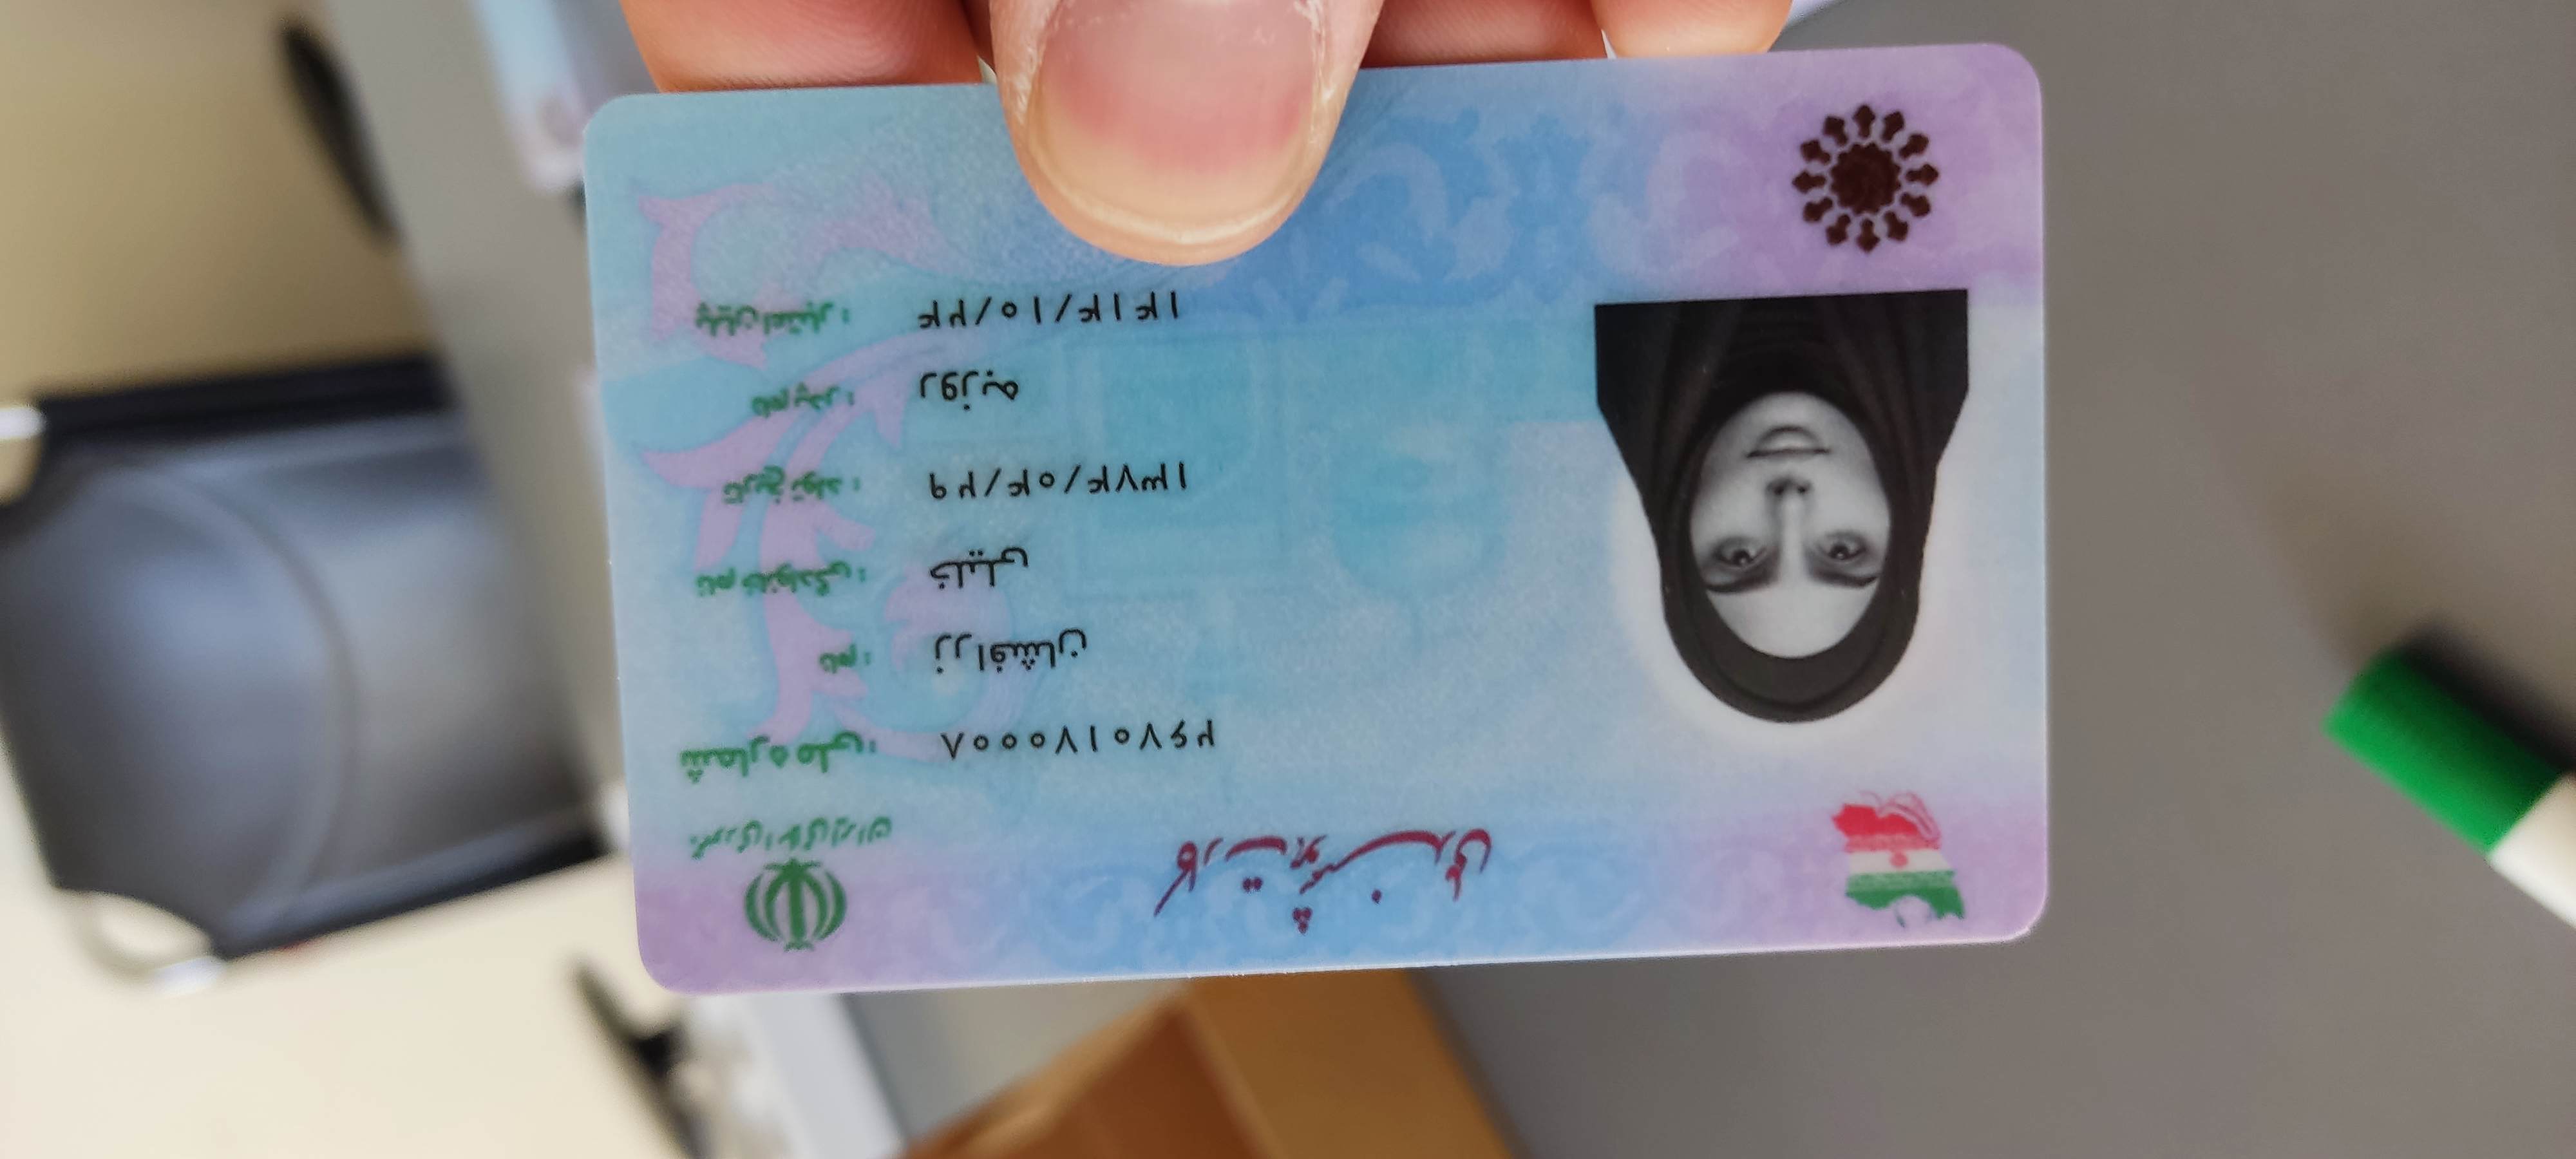 جمهوری اسلامی ایران
کارت هوشمند ملی
شماره ملی: ۲۶۷۰۱۷۰۰۰۸
نام: زرافشان
نام خانوادگی: خلیلی
تاریخ تولد: ۱۳۷۴/۰۴/۲۹
نام پدر: روزبه
پایان اعتبار: ۱۴۱۴/۱۰/۲۴